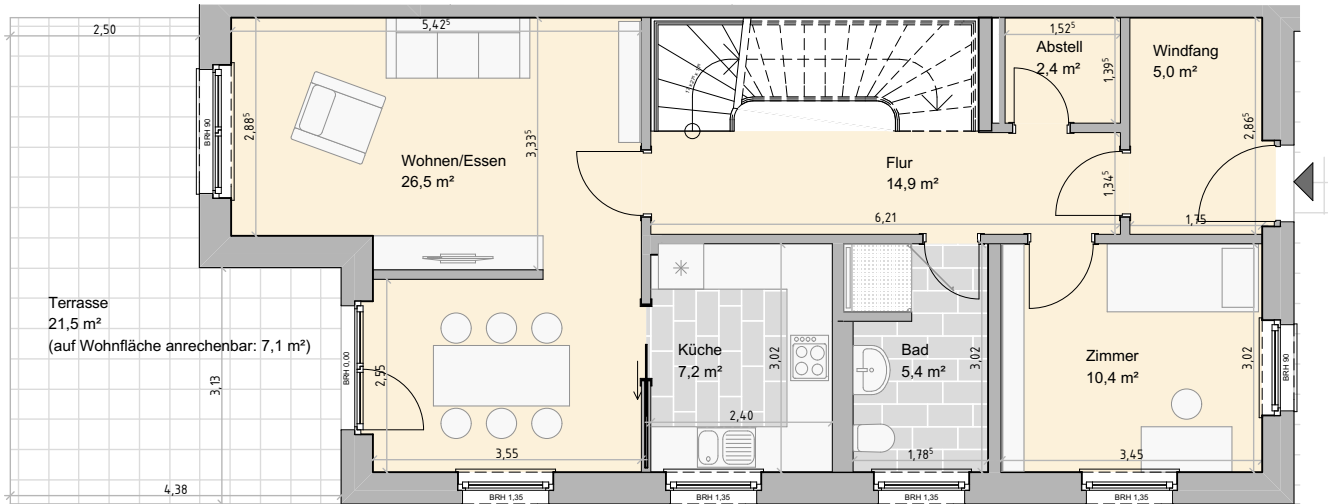 2,50
5,42⁵
1,52⁵
Abstell
2,4 m²
1,39⁵
Windfang
5,0 m²
BRH 90
2,88⁵
3,33⁵
2,86⁵
Wohnen/Essen
26,5 m²
Flur
14,9 m²
1,34⁵
6,21
1,75
Terrasse
21,5 m²
(auf Wohnfläche anrechenbar: 7,1 m²)
3,13
BRH 0,00
2,55
Küche
7,2 m²
3,02
Bad
5,4 m²
3,02
Zimmer
10,4 m²
3,02
BRH 90
2,40
3,55
1,78⁵
3,45
4,38
BRH 1,35
BRH 1,35
BRH 1,35
BRH 1,35